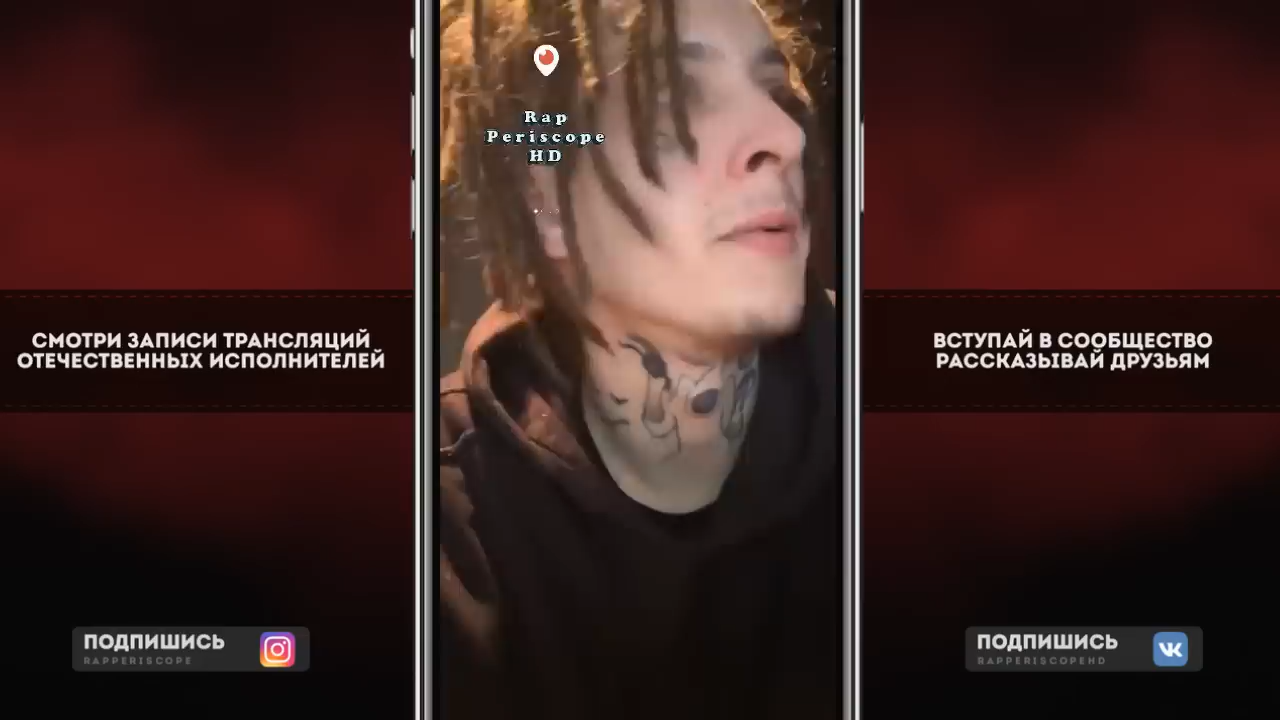 Rap
Periscope
HD
СМОТРИ ЗАПИСИ ТРАНСЛЯЦИЙ
ОТЕЧЕСТВЕННЫХ ИСПОЛНИТЕЛЕЙ
ВСТУПАЙ В СООБЩЕСТВО
РАССКАЗЫВАЙ ДРУЗЬЯМ
ПОДПИШИСЬ
RAPPERISCOPE
ПОДПИШИСЬ
RAPPERISCOPEHD